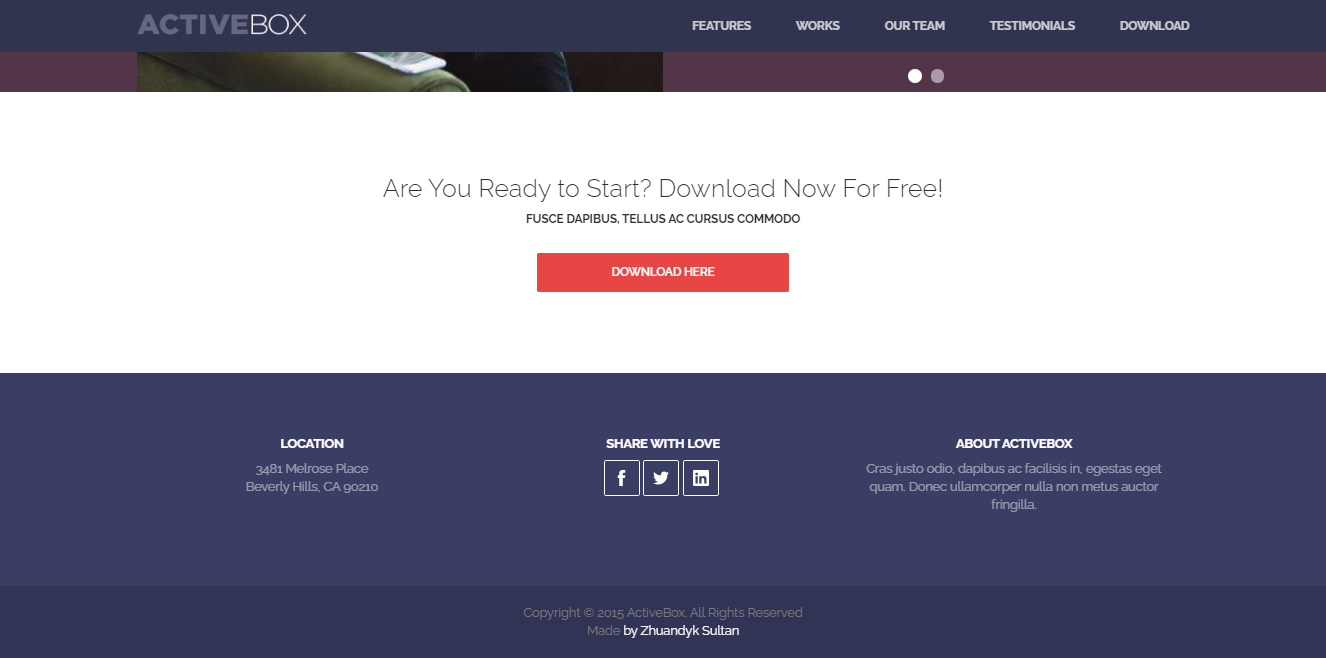 ACTIVEBOX
FEATURES WORKS OUR TEAM TESTIMONIALS DOWNLOAD
Are You Ready to Start? Download Now For Free!
FUSCE DAPIBUS, TELLUS AC CURSUS COMMODO
DOWNLOAD HERE
LOCATION
3481 Melrose Place
Beverly Hills, CA 90210
SHARE WITH LOVE
ABOUT ACTIVEBOX
Cras justo odio, dapibus ac facilisis in, egestas eget
quam. Donec ullamcorper nulla non metus auctor
fringilla.
Copyright © 2015 ActiveBox. All Rights Reserved
Made by Zhuandyk Sultan